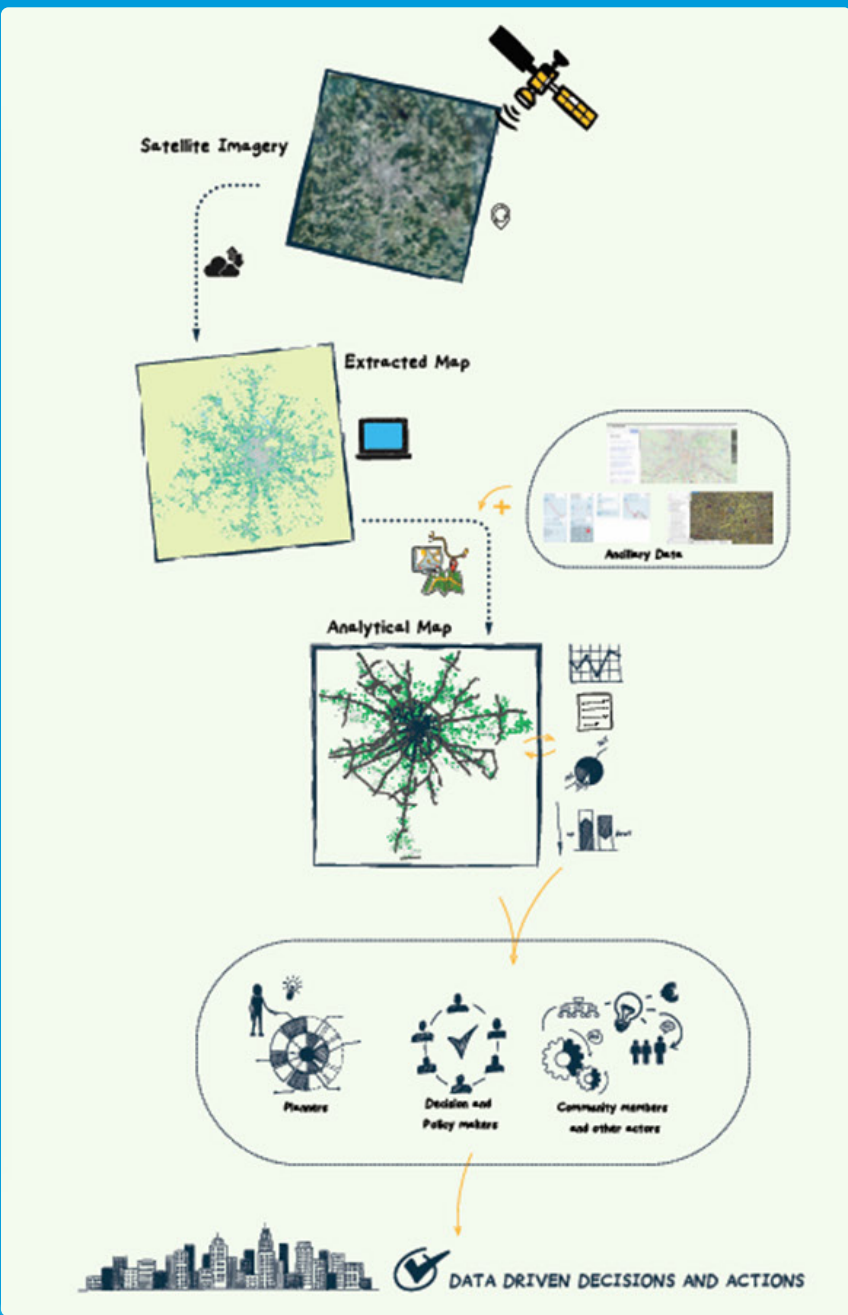 Satellite Imagery
Extracted Map
+
Ancillary Data
Analytical Map
Planners
Decision and
Policy makers
Community members
and other actors
DATA DRIVEN DECISIONS AND ACTIONS